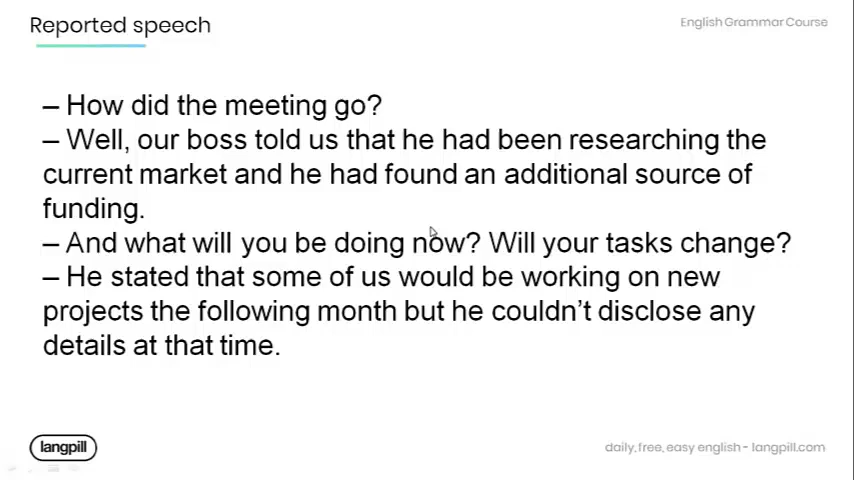 Reported speech
English Grammar Course
– How did the meeting go?
– Well, our boss told us that he had been researching the
current market and he had found an additional source of
funding.
– And what will you be doing now? Will your tasks change?
– He stated that some of us would be working on new
projects the following month but he couldn’t disclose any
details at that time.
langpill
daily, free, easy english - langpill.com